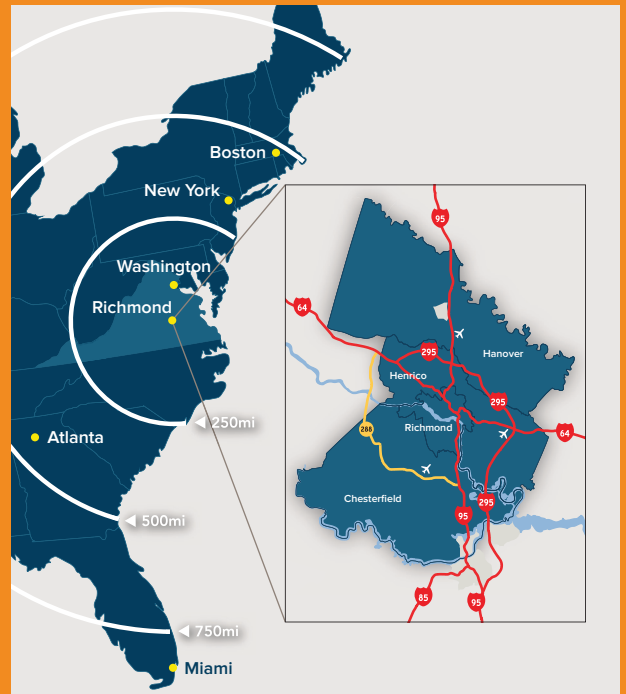 Boston
New York
Washington
Richmond
250mi
Atlanta
500mi
750mi
Miami
95
64
295
Hanover
Henrico
295
Richmond
288
64
Chesterfield
295
95
85
95